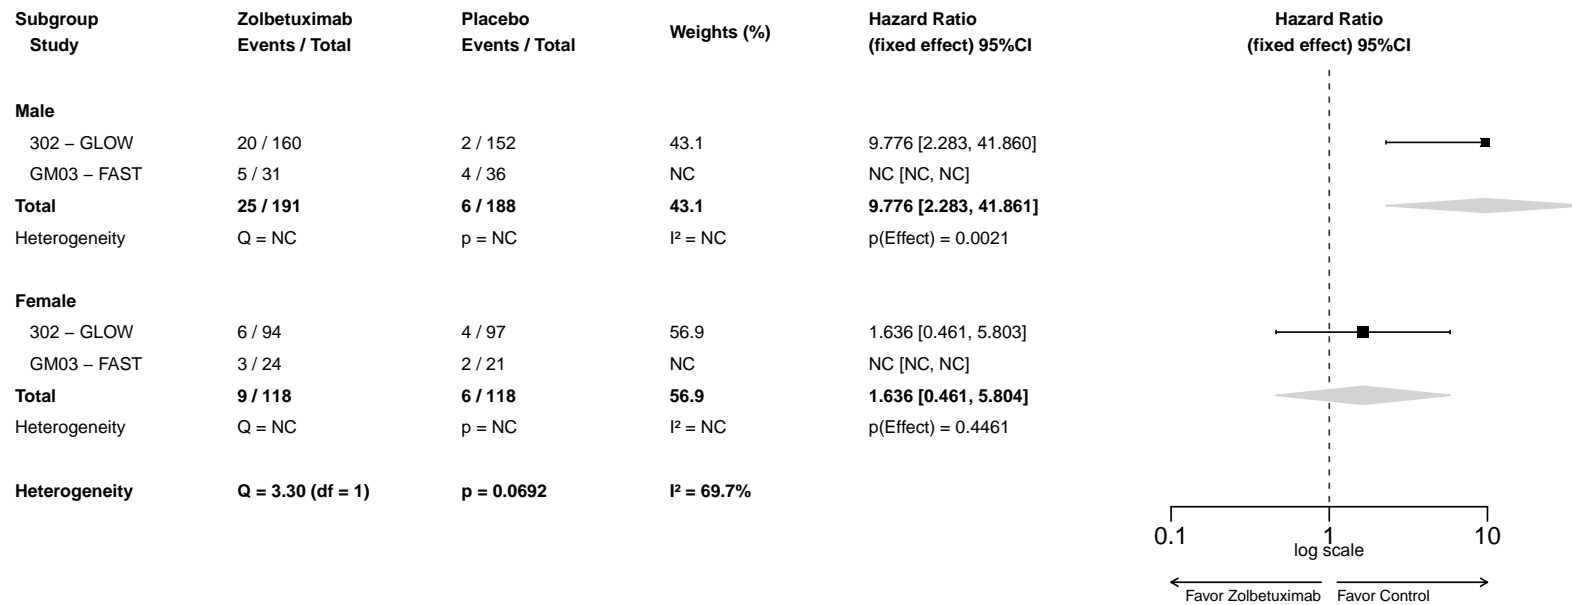 Subgroup Zolbetuximab Placebo Weights (%) Hazard Ratio Hazard Ratio
Study Events / Total Events / Total (fixed effect) 95%CI (fixed effect) 95%CI
Male
302 − GLOW 20 / 160 2 / 152 43.1 9.776 [2.283, 41.860]
GM03 − FAST 5 / 31 4 / 36 NC NC [NC, NC]
Total 25 / 191 6 / 188 43.1 9.776 [2.283, 41.861]
Heterogeneity Q = NC p = NC I² = NC p(Effect) = 0.0021
Female
302 − GLOW 6 / 94 4 / 97 56.9 1.636 [0.461, 5.803]
GM03 − FAST 3 / 24 2 / 21 NC NC [NC, NC]
Total 9 / 118 6 / 118 56.9 1.636 [0.461, 5.804]
Heterogeneity Q = NC p = NC I² = NC p(Effect) = 0.4461
Heterogeneity Q = 3.30 (df = 1) p = 0.0692 I² = 69.7%
0.1 1 10
log scale
Favor Zolbetuximab Favor Control